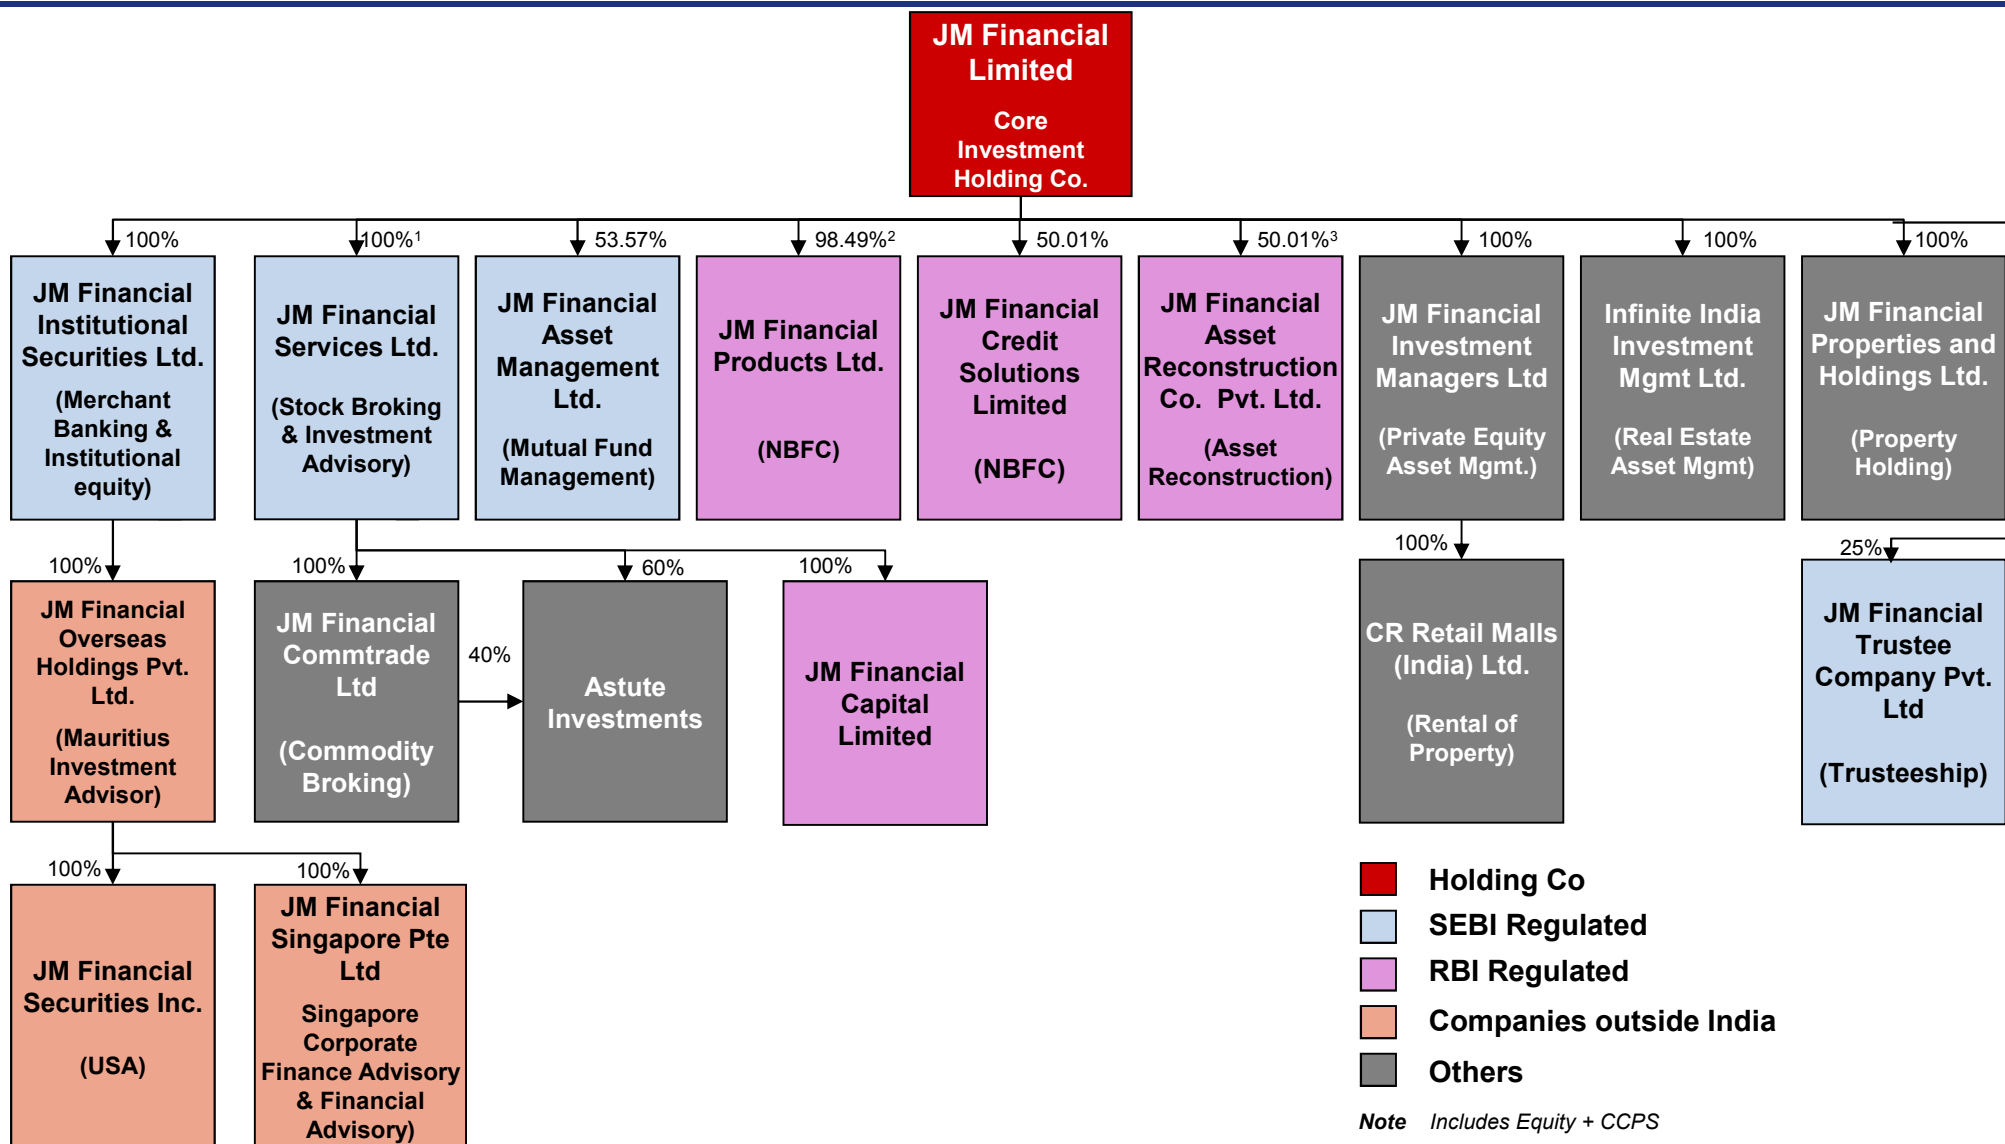 JM Financial
Limited
Core
Investment
Holding Co.
100%
100%¹
53.57%
98.49%²
50.01%
50.01%³
100%
100%
100%
JM Financial
Institutional
Securities Ltd.
(Merchant
Banking &
Institutional
equity)
JM Financial
Services Ltd.
(Stock Broking
& Investment
Advisory)
JM Financial
Asset
Management
Ltd.
(Mutual Fund
Management)
JM Financial
Products Ltd.
(NBFC)
JM Financial
Credit
Solutions
Limited
(NBFC)
JM Financial
Asset
Reconstruction
Co. Pvt. Ltd.
(Asset
Reconstruction)
JM Financial
Investment
Managers Ltd
(Private Equity
Asset Mgmt.)
Infinite India
Investment
Mgmt Ltd.
(Real Estate
Asset Mgmt)
JM Financial
Properties and
Holdings Ltd.
(Property
Holding)
100%
100%
60%
100%
100%
25%
JM Financial
Overseas
Holdings Pvt.
Ltd.
(Mauritius
Investment
Advisor)
JM Financial
Commtrade
Ltd
(Commodity
Broking)
40%
Astute
Investments
JM Financial
Capital
Limited
CR Retail Malls
(India) Ltd.
(Rental of
Property)
JM Financial
Trustee
Company Pvt.
Ltd
(Trusteeship)
100%
100%
JM Financial
Securities Inc.
(USA)
JM Financial
Singapore Pte
Ltd
Singapore
Corporate
Finance Advisory
& Financial
Advisory)
Holding Co
SEBI Regulated
RBI Regulated
Companies outside India
Others
Note Includes Equity + CCPS